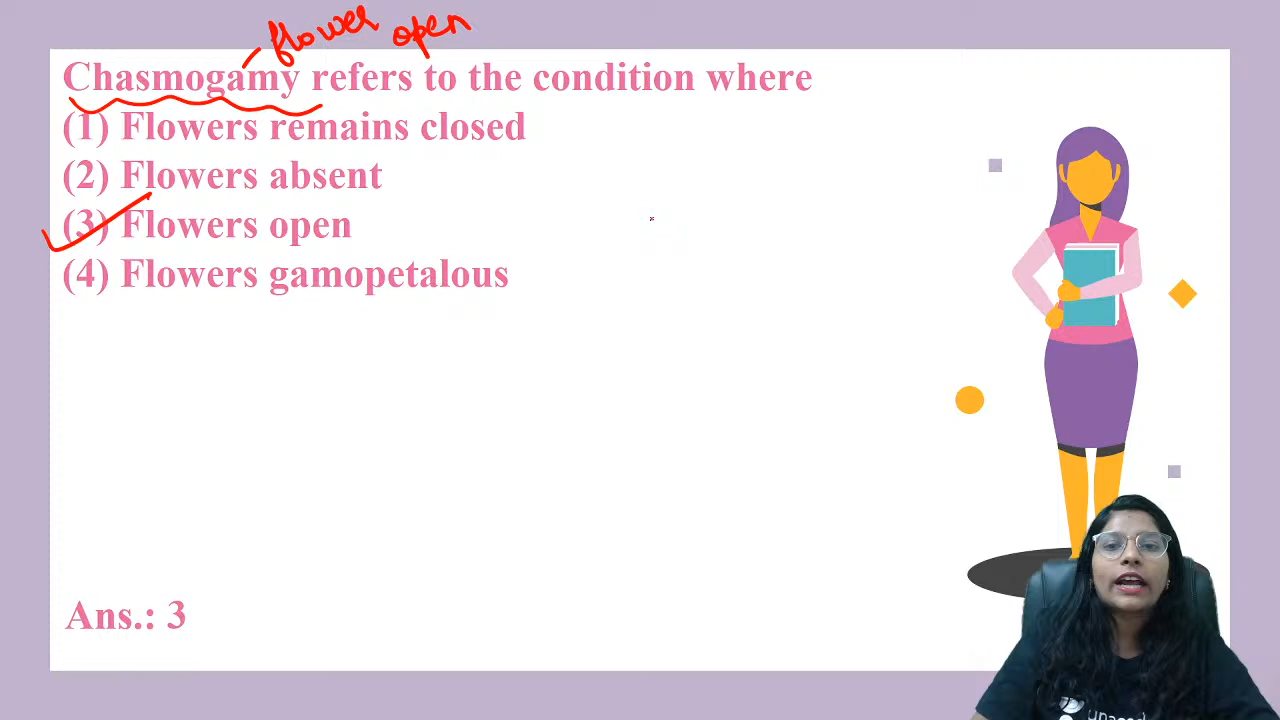 flower open
Chasmogamy refers to the condition where
(1) Flowers remains closed
(2) Flowers absent
(3) Flowers open
(4) Flowers gamopetalous
Ans.: 3